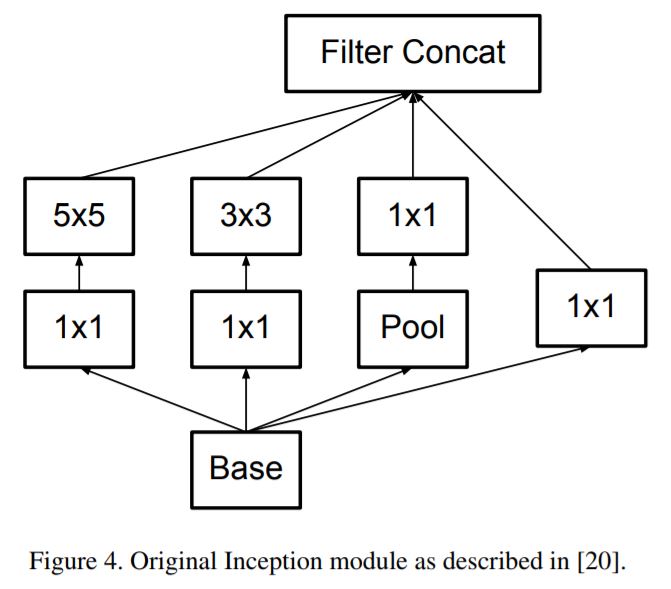 Filter Concat
5x5
3x3
1x1
1x1
1x1
1x1
Pool
Base
Figure 4. Original Inception module as described in [20].